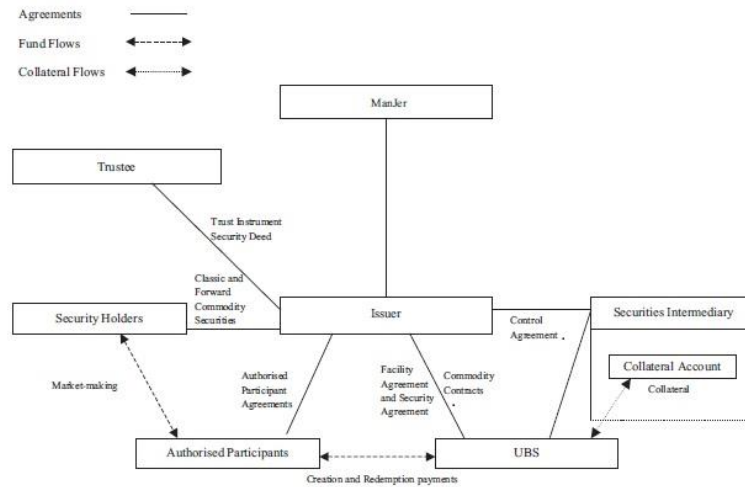 Agreements
Fund Flows
Collateral Flows
ManJer
Trustee
Trust Instrument
Security Deed
Classic and
Forward
Commodity
Securities
Security Holders
Issuer
Securities Intermediary
Control
Agreement
Collateral Account
Collateral
Market-making
Authorised
Participant
Agreements
Facility
Agreement
and Security
Agreement
Commodity
Contracts
Authorised Participants
UBS
Creation and Redemption payments